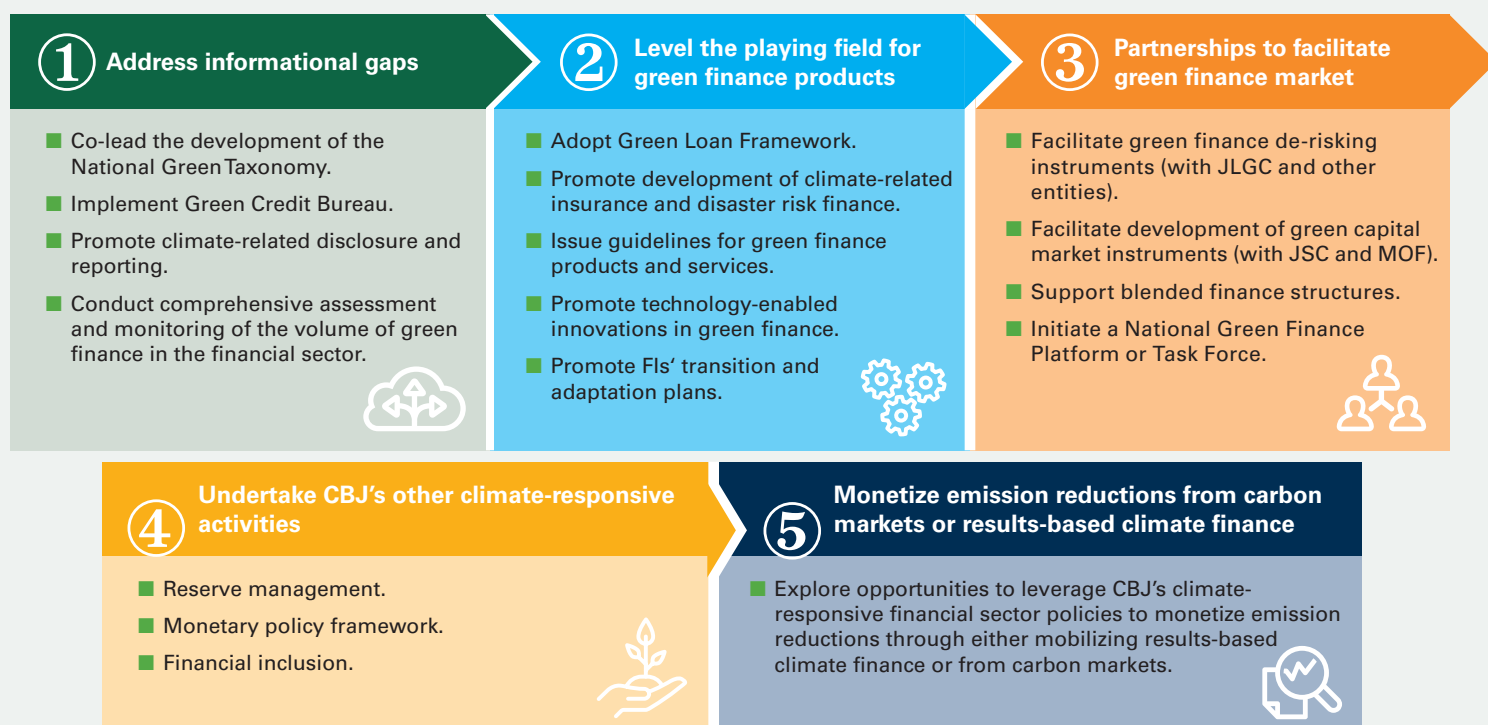 1 Address informational gaps
■ Co-lead the development of the
National Green Taxonomy.
■ Implement Green Credit Bureau.
■ Promote climate-related disclosure and
reporting.
■ Conduct comprehensive assessment
and monitoring of the volume of green
finance in the financial sector.
2 Level the playing field for
green finance products
■ Adopt Green Loan Framework.
■ Promote development of climate-related
insurance and disaster risk finance.
■ Issue guidelines for green finance
products and services.
■ Promote technology-enabled
innovations in green finance.
■ Promote FIs‘ transition and
adaptation plans.
3 Partnerships to facilitate
green finance market
■ Facilitate green finance de-risking
instruments (with JLGC and other
entities).
■ Facilitate development of green capital
market instruments (with JSC and MOF).
■ Support blended finance structures.
■ Initiate a National Green Finance
Platform or Task Force.
4 Undertake CBJ’s other climate-responsive
activities
■ Reserve management.
■ Monetary policy framework.
■ Financial inclusion.
5 Monetize emission reductions from carbon
markets or results-based climate finance
■ Explore opportunities to leverage CBJ’s climate-
responsive financial sector policies to monetize emission
reductions through either mobilizing results-based
climate finance or from carbon markets.